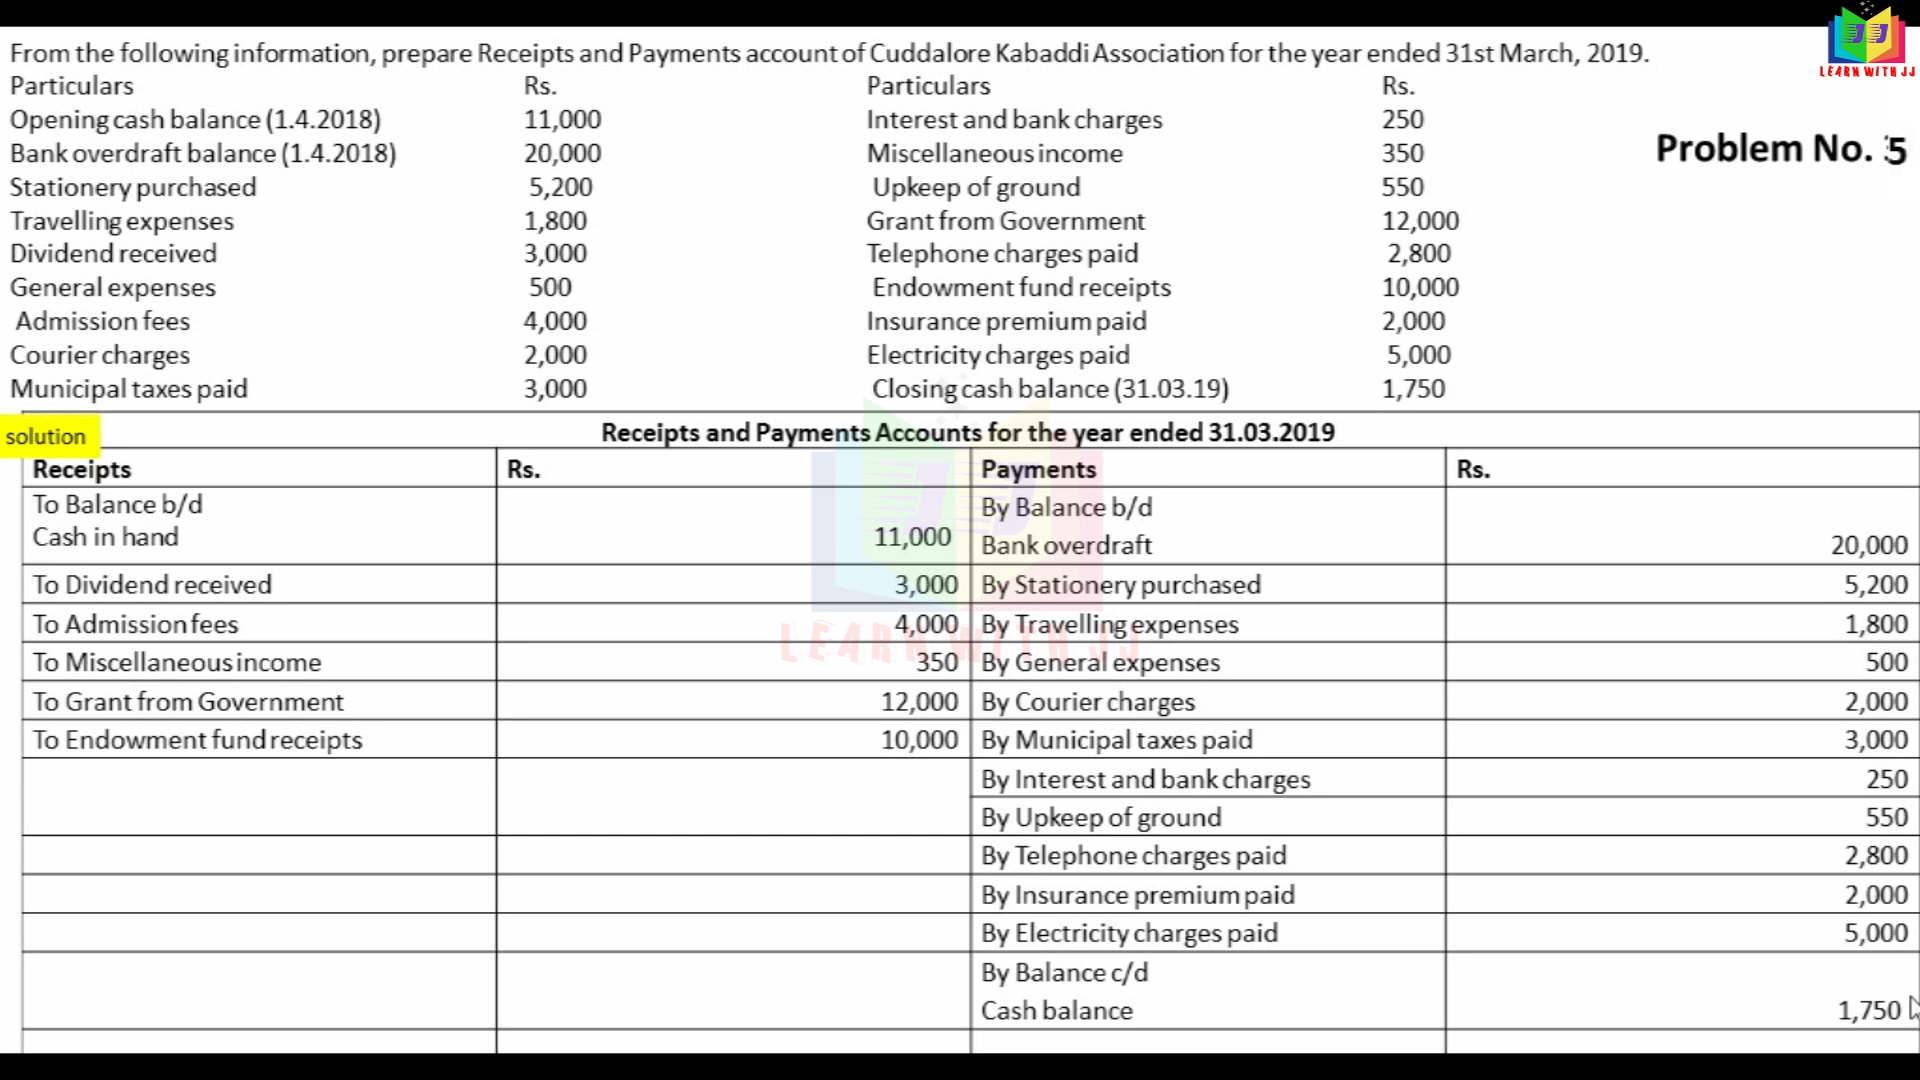 From the following information, prepare Receipts and Payments account of Cuddalore Kabaddi Association for the year ended 31st March, 2019.
LEARN WITH JJ
Particulars Rs. Particulars Rs.
Opening cash balance (1.4.2018) 11,000 Interest and bank charges 250
Problem No. 5
Bank overdraft balance (1.4.2018) 20,000 Miscellaneous income 350
Stationery purchased 5,200 Upkeep of ground 550
Travelling expenses 1,800 Grant from Government 12,000
Dividend received 3,000 Telephone charges paid 2,800
General expenses 500 Endowment fund receipts 10,000
Admission fees 4,000 Insurance premium paid 2,000
Courier charges 2,000 Electricity charges paid 5,000
Municipal taxes paid 3,000 Closing cash balance (31.03.19) 1,750
solution
Receipts and Payments Accounts for the year ended 31.03.2019
Receipts Rs. Payments Rs.
To Balance b/d By Balance b/d
Cash in hand 11,000 Bank overdraft 20,000
To Dividend received 3,000 By Stationery purchased 5,200
To Admission fees 4,000 By Travelling expenses 1,800
LEARN WITH JJ
To Miscellaneous income 350 By General expenses 500
To Grant from Government 12,000 By Courier charges 2,000
To Endowment fund receipts 10,000 By Municipal taxes paid 3,000
By Interest and bank charges 250
By Upkeep of ground 550
By Telephone charges paid 2,800
By Insurance premium paid 2,000
By Electricity charges paid 5,000
By Balance c/d
Cash balance 1,750